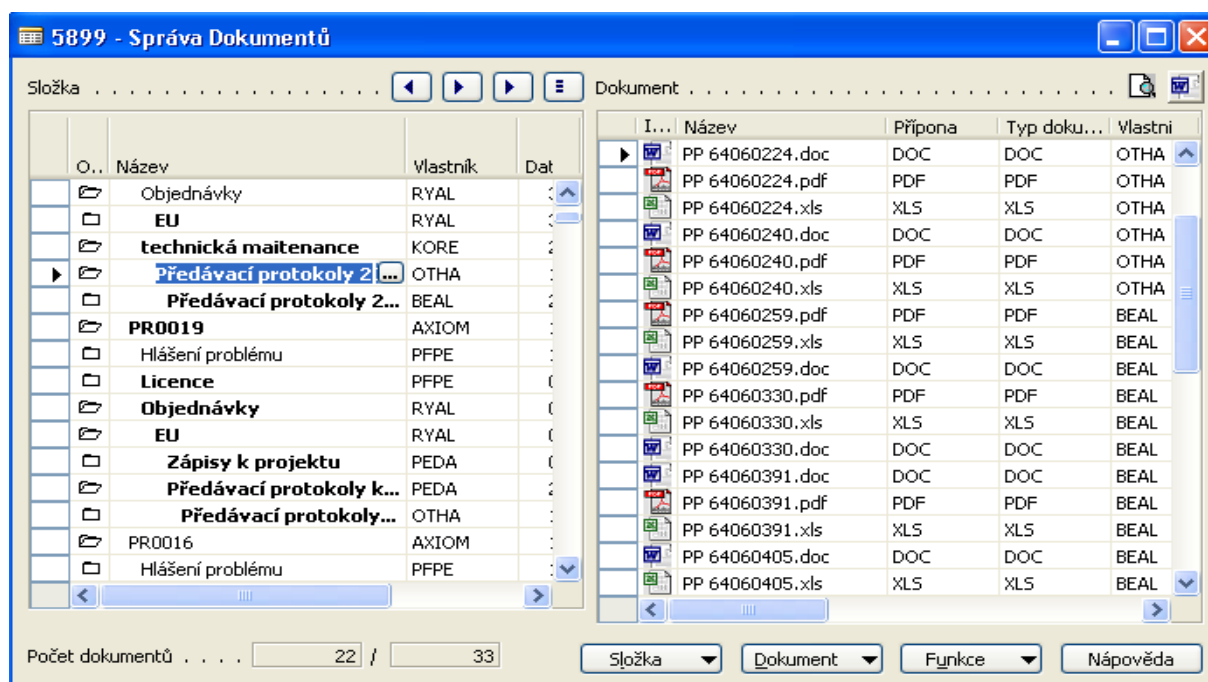 5899 - Správa Dokumentů
Složka . . . . . . . . . . . . . . . . .
O.. Název Vlastník Dat
Objednávky RYAL
EU RYAL
technická maitenance KORE
Předávací protokoly 2 ... OTHA
Předávací protokoly 2... BEAL
PR0019 AXIOM
Hlášení problému PFPE
Licence PFPE
Objednávky RYAL
EU RYAL
Zápisy k projektu PEDA
Předávací protokoly k... PEDA
Předávací protokoly... OTHA
PR0016 AXIOM
Hlášení problému PFPE
Dokument . . . . . . . . . . . . . . . . . . . . . . . . .
I... Název Přípona Typ doku... Vlastni
PP 64060224.doc DOC DOC OTHA
PP 64060224.pdf PDF PDF OTHA
PP 64060224.xls XLS XLS OTHA
PP 64060240.doc DOC DOC OTHA
PP 64060240.pdf PDF PDF OTHA
PP 64060240.xls XLS XLS OTHA
PP 64060259.pdf PDF PDF BEAL
PP 64060259.xls XLS XLS BEAL
PP 64060259.doc DOC DOC BEAL
PP 64060330.pdf PDF PDF BEAL
PP 64060330.xls XLS XLS BEAL
PP 64060330.doc DOC DOC BEAL
PP 64060391.doc DOC DOC BEAL
PP 64060391.pdf PDF PDF BEAL
PP 64060391.xls XLS XLS BEAL
PP 64060405.doc DOC DOC BEAL
PP 64060405.xls XLS XLS BEAL
Počet dokumentů . . . . 22 / 33
Složka Dokument Funkce Nápověda